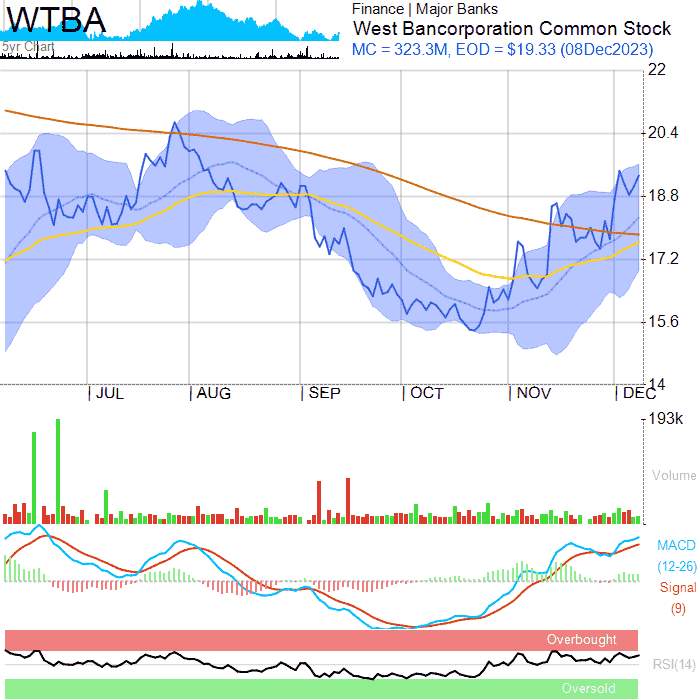 WTBA
5yr Chart
Finance | Major Banks
West Bancorporation Common Stock
MC = 323.3M, EOD = $19.33 (08Dec2023)
22
20.4
18.8
17.2
15.6
14
JUL AUG SEP OCT NOV DEC
193k
Volume
MACD
(12-26)
Signal
(9)
Overbought
RSI(14)
Oversold